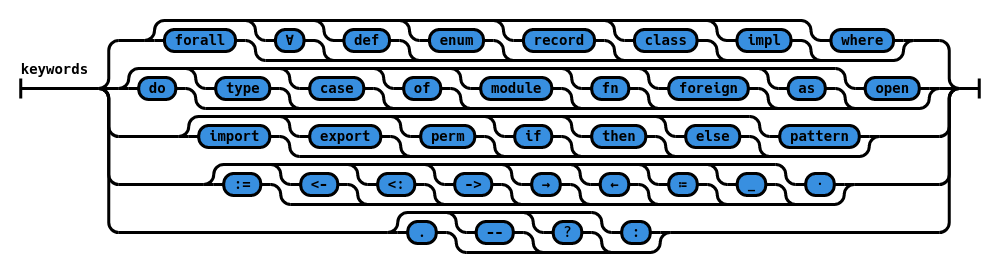 forall ∀ def enum record class impl where
keywords
do type case of module fn foreign as open
import export perm if then else pattern
:= <- <: -> → ← ≔ _ ·
. -- ? :